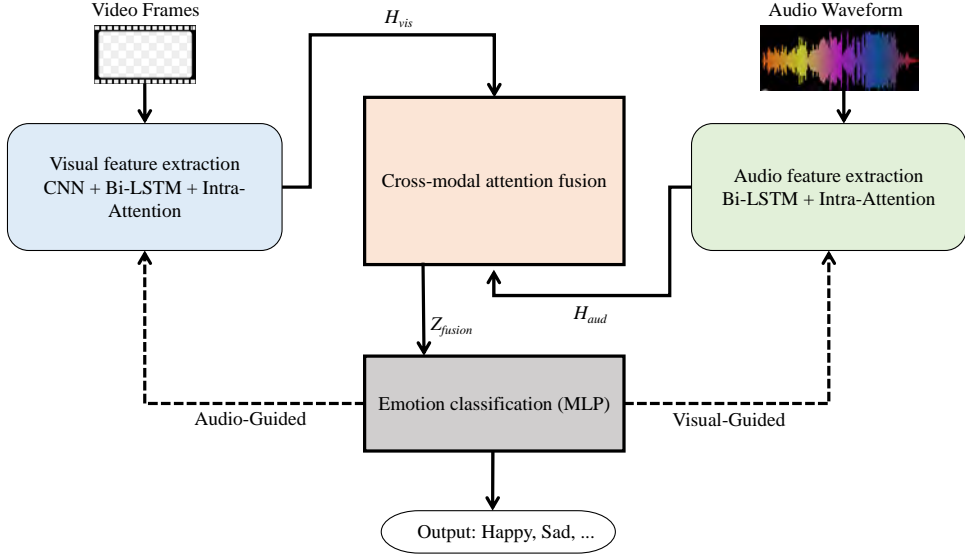 Video Frames
H_vis
Audio Waveform
Visual feature extraction
CNN + Bi-LSTM + Intra-
Attention
Cross-modal attention fusion
Audio feature extraction
Bi-LSTM + Intra-Attention
H_aud
Z_fusion
Emotion classification (MLP)
Audio-Guided
Visual-Guided
Output: Happy, Sad, ...